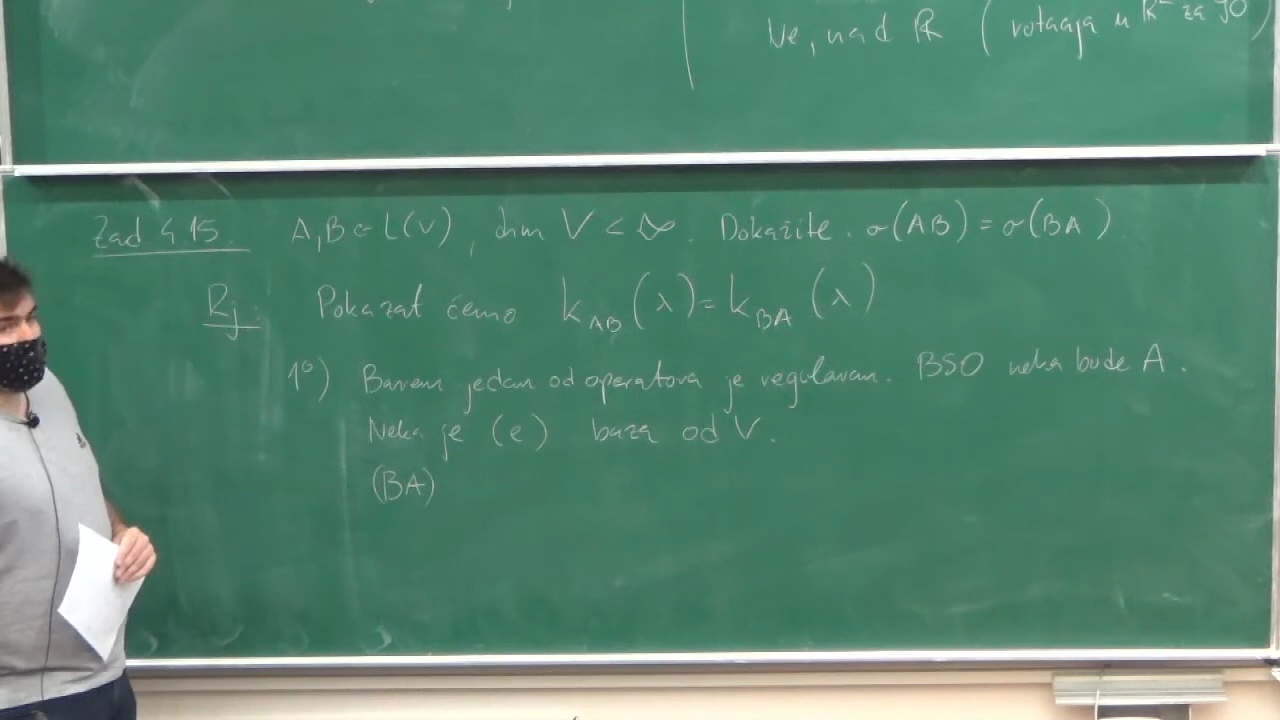 Ne, nad ℝ ( rotacija u ℝ² za 90 )
Zad 4.15. A,B ∈ L(V), dim V < ∞. Dokažite. σ(AB) = σ(BA).
Rj: Pokazat ćemo k_AB (λ) = k_BA (λ)
1°) Barem jedan od operatora je regularan. BSO neka bude A.
Neka je (e) baza od V.
(BA)